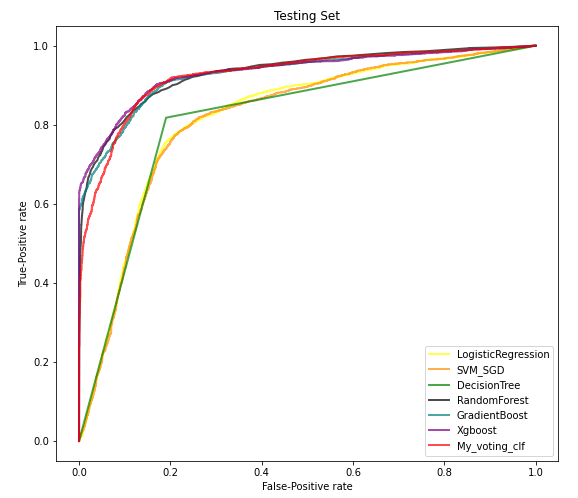 Testing Set
1.0
0.8
0.6
0.4
0.2
0.0
True-Positive rate
0.0 0.2 0.4 0.6 0.8 1.0
False-Positive rate
LogisticRegression
SVM_SGD
DecisionTree
RandomForest
GradientBoost
Xgboost
My_voting_clf